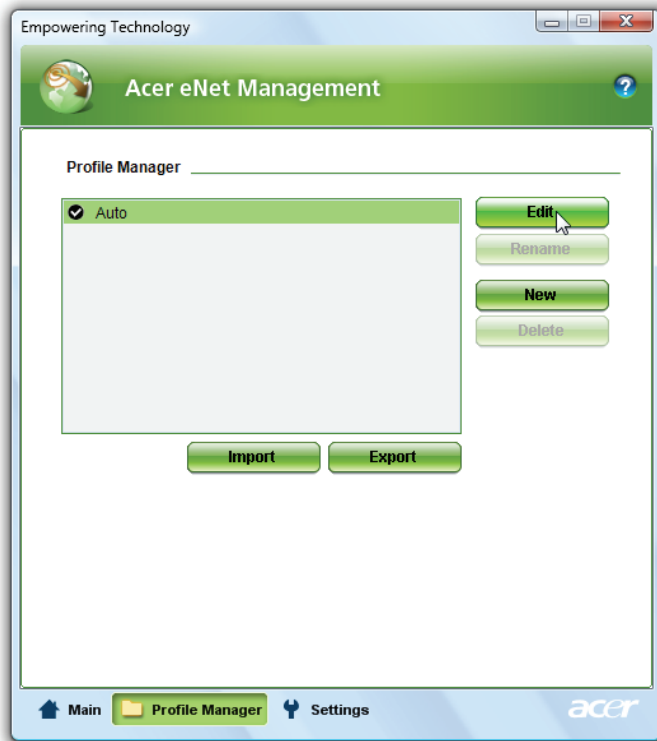 Empowering Technology
Acer eNet Management
?
Profile Manager
Auto
Edit
Rename
New
Delete
Import Export
Main Profile Manager Settings acer